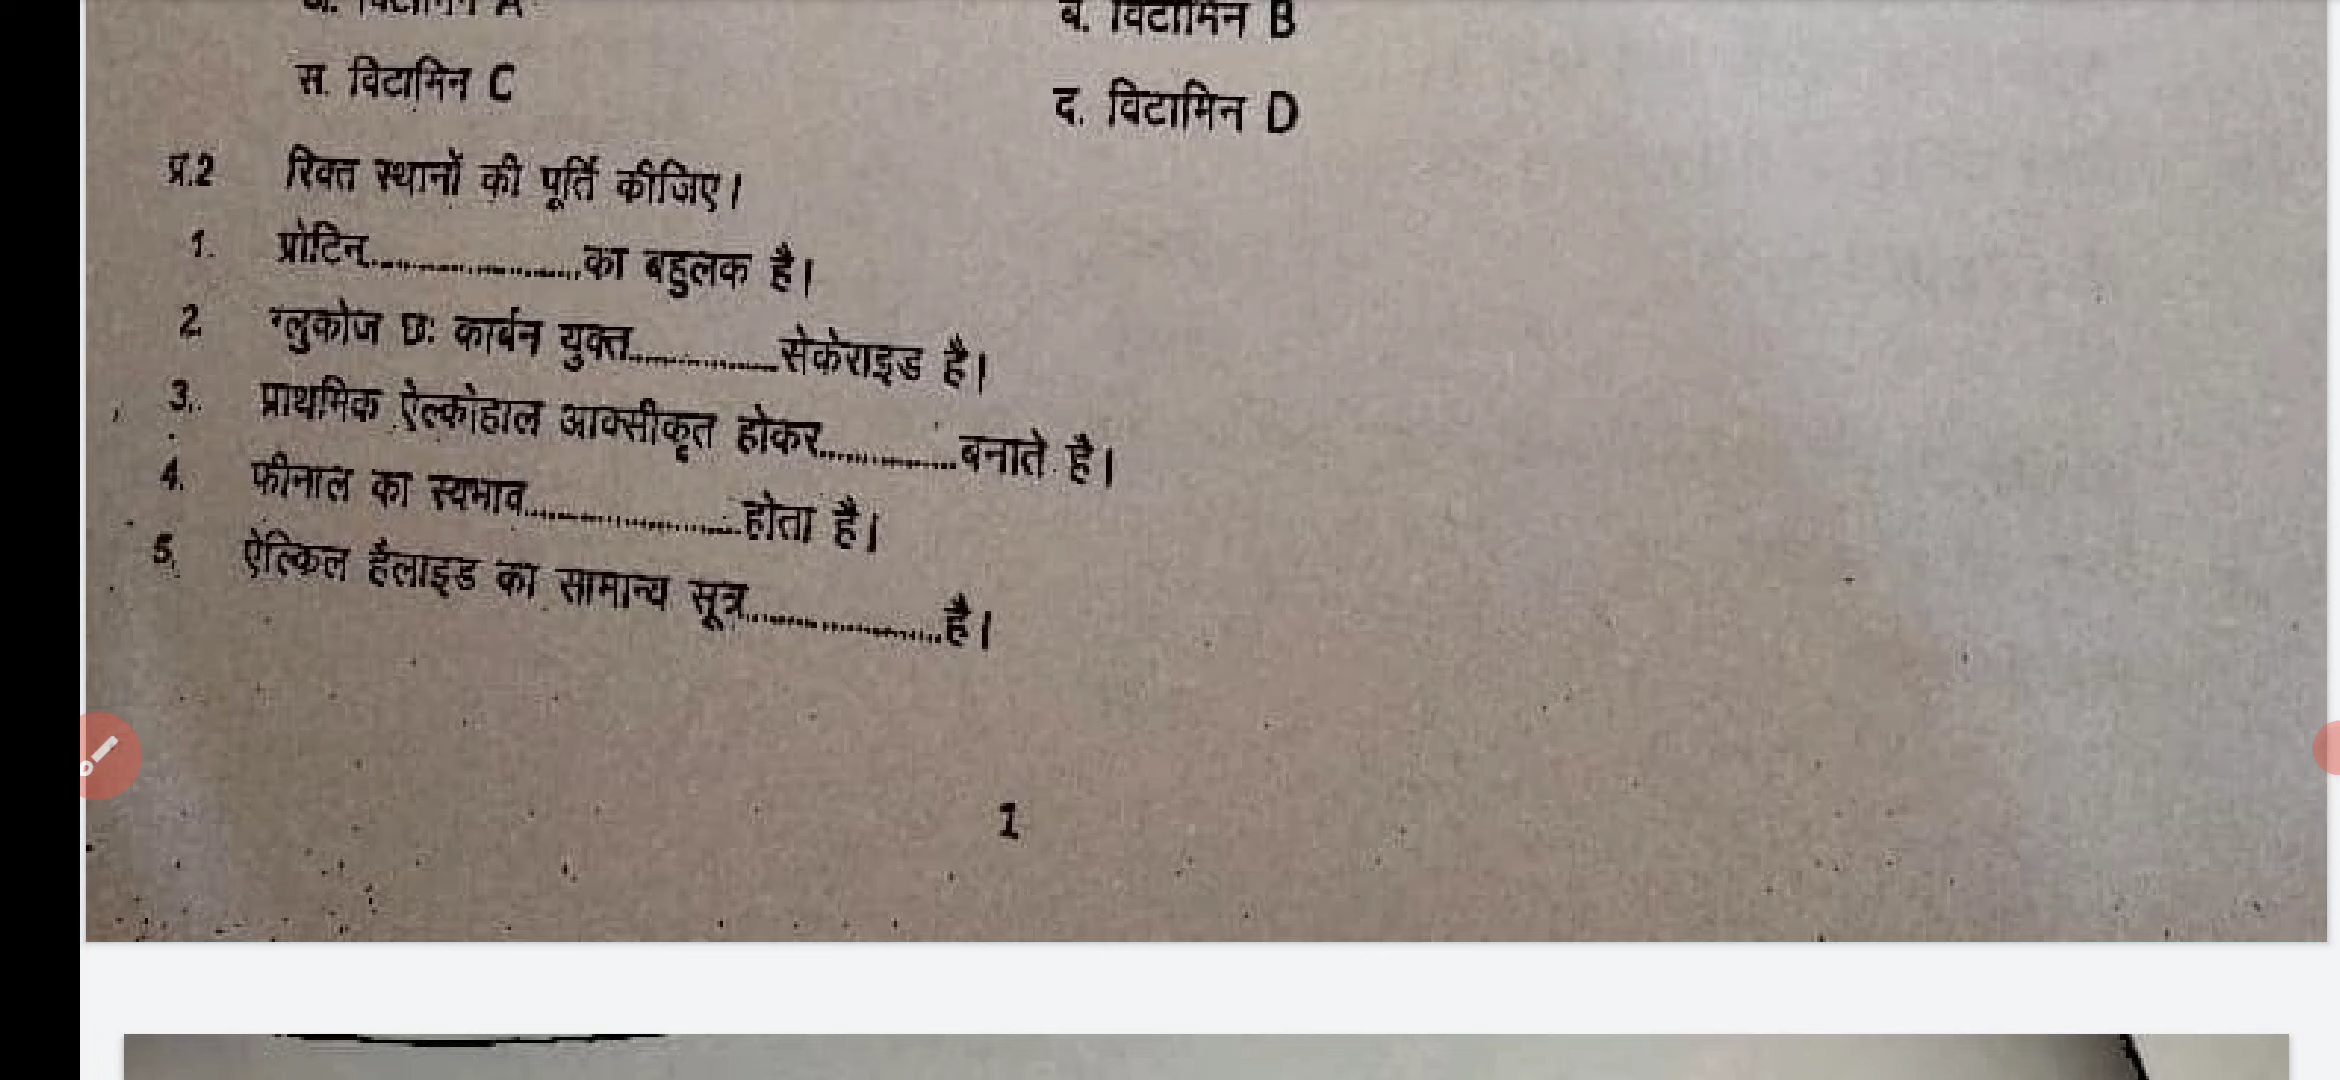 अ. विटामिन A
ब. विटामिन B
स. विटामिन C
द. विटामिन D
प्र.2 रिक्त स्थानों की पूर्ति कीजिए।
1. प्रोटिन....................का बहुलक है।
2. ग्लुकोज छः कार्बन युक्त...............सेकेराइड है।
3. प्राथमिक ऐल्कोहाल आक्सीकृत होकर..............बनाते है।
4. फीनाल का स्वभाव......................होता है।
5. ऐल्किल हैलाइड का सामान्य सूत्र....................है।
1